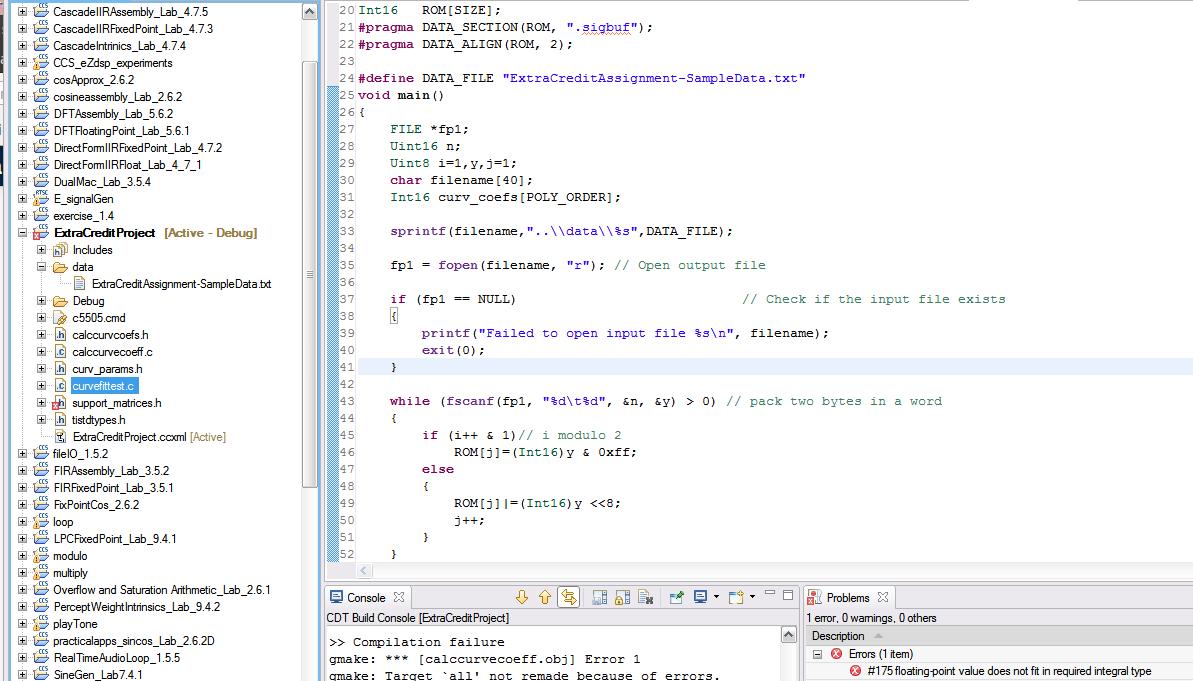 CascadeIIRAssembly_Lab_4.7.5
CascadeIIRFixedPoint_Lab_4.7.3
CascadeIntrinics_Lab_4.7.4
CCS_eZdsp_experiments
cosApprox_2.6.2
cosineassembly_Lab_2.6.2
DFTAssembly_Lab_5.6.2
DFTFloatingPoint_Lab_5.6.1
DirectFormIIRFixedPoint_Lab_4.7.2
DirectFormIIRFloat_Lab_4_7_1
DualMac_Lab_3.5.4
E_signalGen
exercise_1.4
ExtraCreditProject [Active - Debug]
Includes
data
ExtraCreditAssignment-SampleData.txt
Debug
c5505.cmd
calccurvcoefs.h
calccurvecoeff.c
curv_params.h
curvefittest.c
support_matrices.h
tistdtypes.h
ExtraCreditProject.ccxml [Active]
fileIO_1.5.2
FIRAssembly_Lab_3.5.2
FIRFixedPoint_Lab_3.5.1
FixPointCos_2.6.2
loop
LPCFixedPoint_Lab_9.4.1
modulo
multiply
Overflow and Saturation Arithmetic_Lab_2.6.1
PerceptWeightIntrinsics_Lab_9.4.2
playTone
practicalapps_sincos_Lab_2.6.2D
RealTimeAudioLoop_1.5.5
SineGen_Lab7.4.1
20 Int16 ROM[SIZE];
21 #pragma DATA_SECTION(ROM, ".sigbuf");
22 #pragma DATA_ALIGN(ROM, 2);
23
24 #define DATA_FILE "ExtraCreditAssignment-SampleData.txt"
25 void main()
26 {
27 FILE *fp1;
28 Uint16 n;
29 Uint8 i=1,y,j=1;
30 char filename[40];
31 Int16 curv_coefs[POLY_ORDER];
32
33 sprintf(filename,"..\\data\\%s",DATA_FILE);
34
35 fp1 = fopen(filename, "r"); // Open output file
36
37 if (fp1 == NULL) // Check if the input file exists
38 {
39 printf("Failed to open input file %s\n", filename);
40 exit(0);
41 }
42
43 while (fscanf(fp1, "%d\t%d", &n, &y) > 0) // pack two bytes in a word
44 {
45 if (i++ & 1)// i modulo 2
46 ROM[j]=(Int16)y & 0xff;
47 else
48 {
49 ROM[j]|=(Int16)y <<8;
50 j++;
51 }
52 }
Console
CDT Build Console [ExtraCreditProject]
>> Compilation failure
gmake: *** [calccurvecoeff.obj] Error 1
gmake: Target `all' not remade because of errors.
Problems
1 error, 0 warnings, 0 others
Description
Errors (1 item)
#175 floating-point value does not fit in required integral type